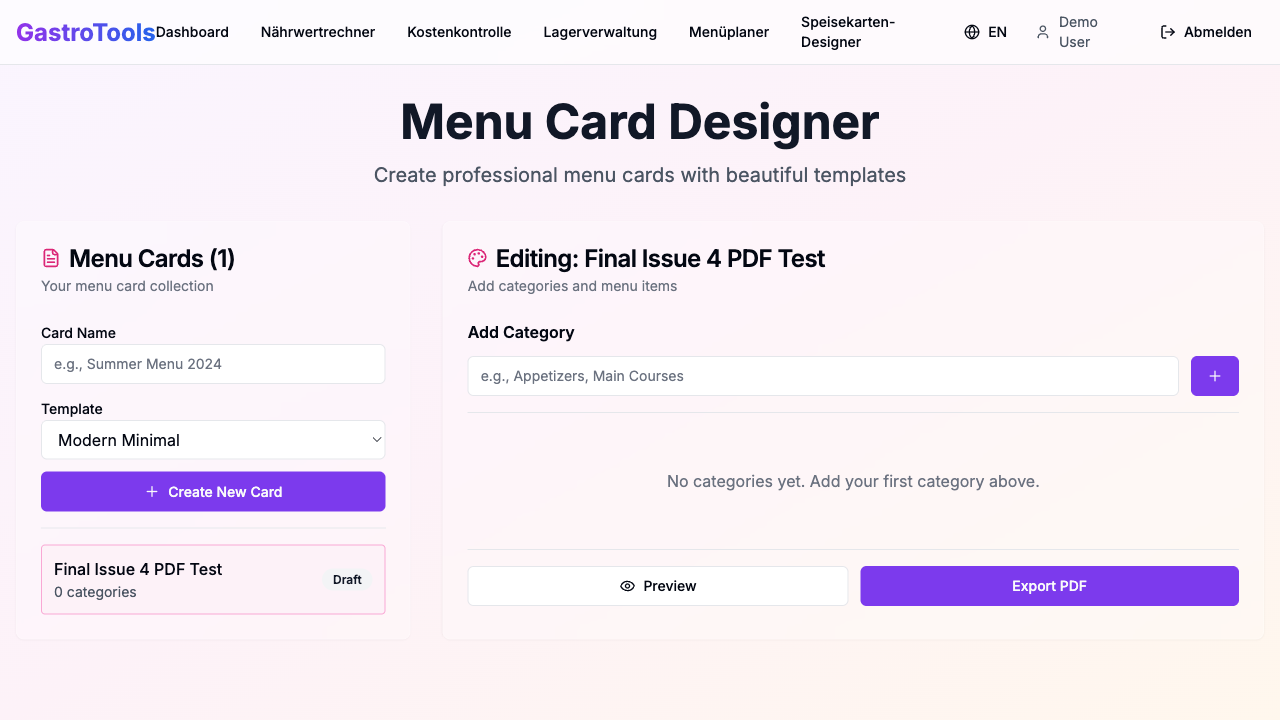 GastroTools
Dashboard
Nährwertrechner
Kostenkontrolle
Lagerverwaltung
Menüplaner
Speisekarten-
Designer
EN
Demo
User
Abmelden
Menu Card Designer
Create professional menu cards with beautiful templates
Menu Cards (1)
Your menu card collection
Card Name
e.g., Summer Menu 2024
Template
Modern Minimal
Create New Card
Final Issue 4 PDF Test
0 categories
Draft
Editing: Final Issue 4 PDF Test
Add categories and menu items
Add Category
e.g., Appetizers, Main Courses
No categories yet. Add your first category above.
Preview
Export PDF